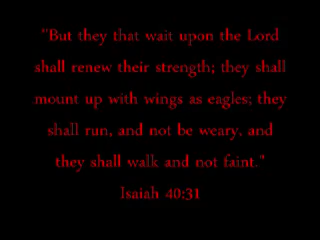 "But they that wait upon the Lord
shall renew their strength; they shall
mount up with wings as eagles; they
shall run, and not be weary, and
they shall walk and not faint."
Isaiah 40:31